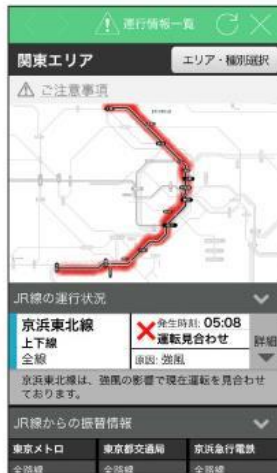 運行情報一覧
関東エリア
エリア・種別選択
ご注意事項
JR線の運行状況
京浜東北線
上下線
全線
発生時刻: 05:08
運転見合わせ
原因: 強風
詳細
京浜東北線は、強風の影響で現在運転を見合わせ
ております。
JR線からの振替情報
東京メトロ 東京都交通局 京浜急行電鉄
全路線 全路線 全路線